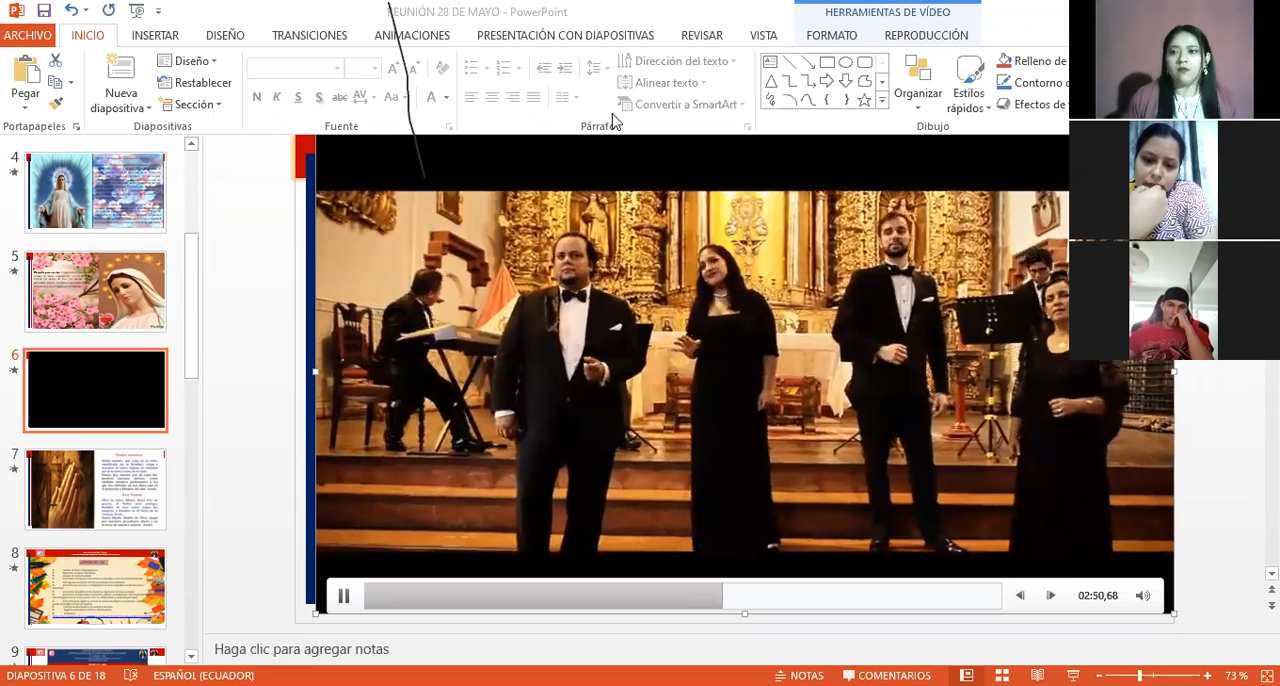 REUNIÓN 28 DE MAYO - PowerPoint
HERRAMIENTAS DE VÍDEO
ARCHIVO INICIO INSERTAR DISEÑO TRANSICIONES ANIMACIONES PRESENTACIÓN CON DIAPOSITIVAS REVISAR VISTA FORMATO REPRODUCCIÓN
Pegar
Nueva
diapositiva
Diseño
Restablecer
Sección
N K S S abc AV Aa A
Dirección del texto
Alinear texto
Convertir a SmartArt
Organizar
Estilos
rápidos
Relleno de
Contorno
Efectos de
Portapapeles Diapositivas Fuente Párrafo Dibujo
4
5
6
7
8
9
02:50,68
Haga clic para agregar notas
DIAPOSITIVA 6 DE 18 ESPAÑOL (ECUADOR) NOTAS COMENTARIOS 73 %